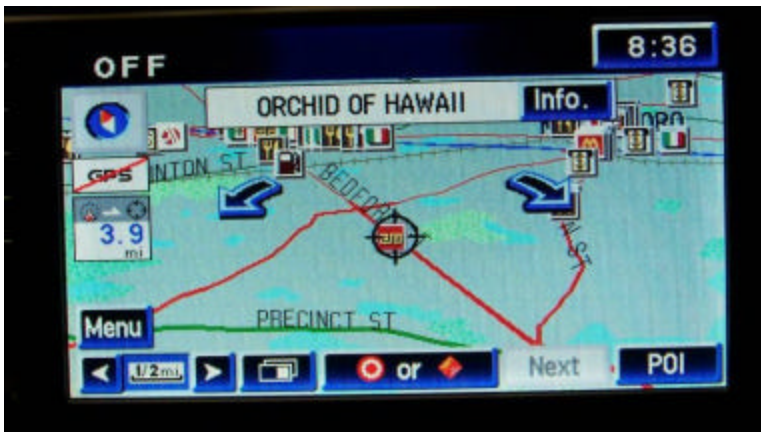 OFF
8:36
ORCHID OF HAWAII
Info.
GPS
NTON ST
BEDFOR
3.9
mi
N ST
PRECINCT ST
Menu
1/2mi
or
Next
POI